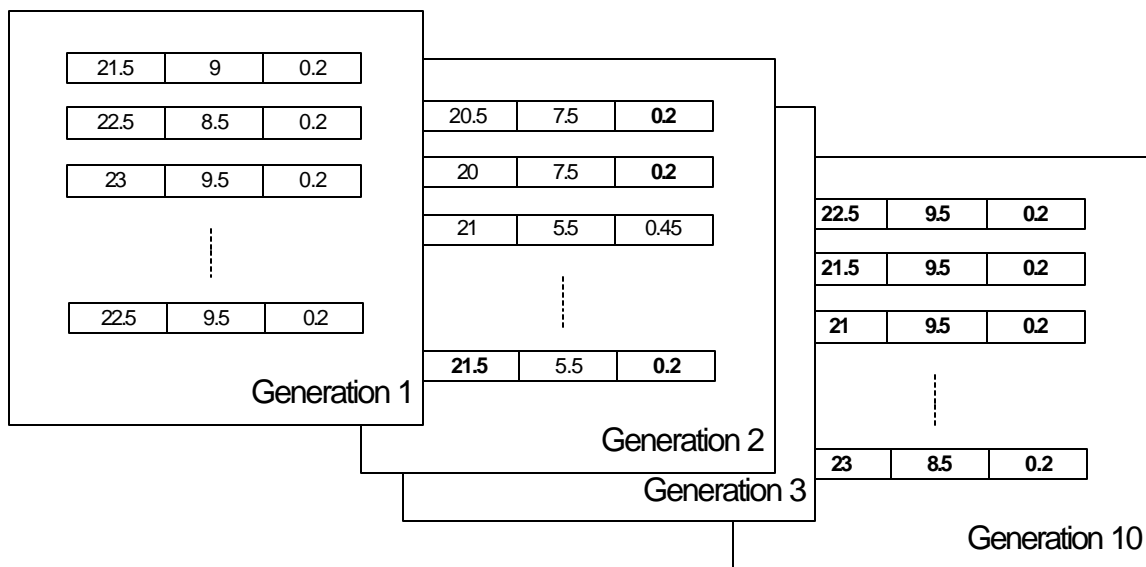 21.5 9 0.2
22.5 8.5 0.2
23 9.5 0.2
22.5 9.5 0.2
Generation 1
20.5 7.5 0.2
20 7.5 0.2
21 5.5 0.45
21.5 5.5 0.2
Generation 2
Generation 3
22.5 9.5 0.2
21.5 9.5 0.2
21 9.5 0.2
23 8.5 0.2
Generation 10